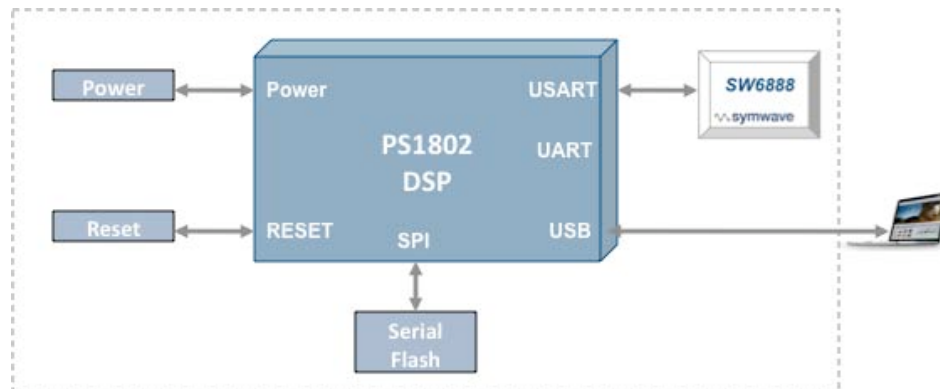 Power
Power
USART
SW6888
symwave
PS1802
DSP
UART
Reset
RESET
SPI
USB
Serial
Flash